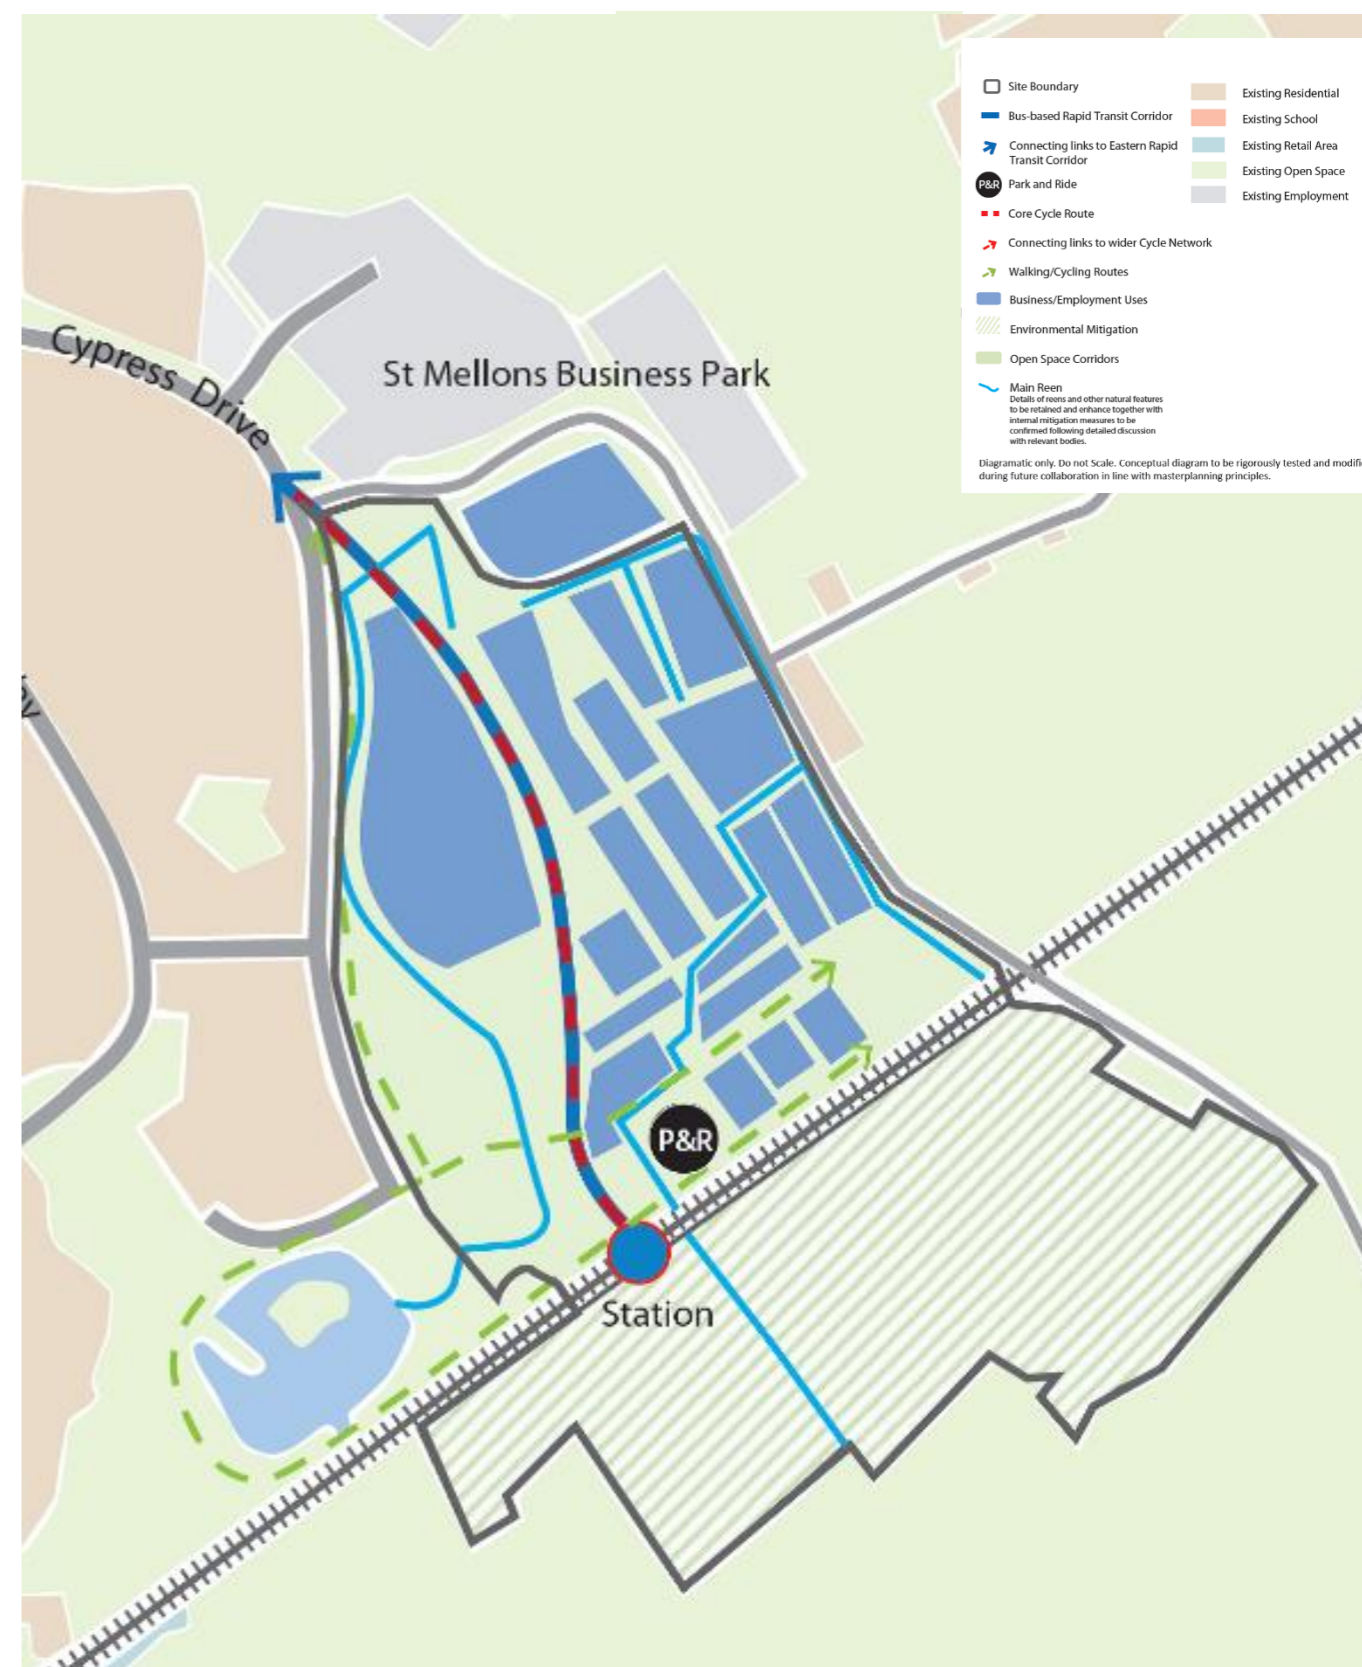 Site Boundary
Bus-based Rapid Transit Corridor
Connecting links to Eastern Rapid
Transit Corridor
P&R
Park and Ride
Core Cycle Route
Connecting links to wider Cycle Network
Walking/Cycling Routes
Business/Employment Uses
Environmental Mitigation
Open Space Corridors
Main Reen
Details of reens and other natural features
to be retained and enhance together with
internal mitigation measures to be
confirmed following detailed discussion
with relevant bodies.
Existing Residential
Existing School
Existing Retail Area
Existing Open Space
Existing Employment
Diagramatic only. Do not Scale. Conceptual diagram to be rigorously tested and modifi
during future collaboration in line with masterplanning principles.
Cypress Drive
St Mellons Business Park
P&R
Station